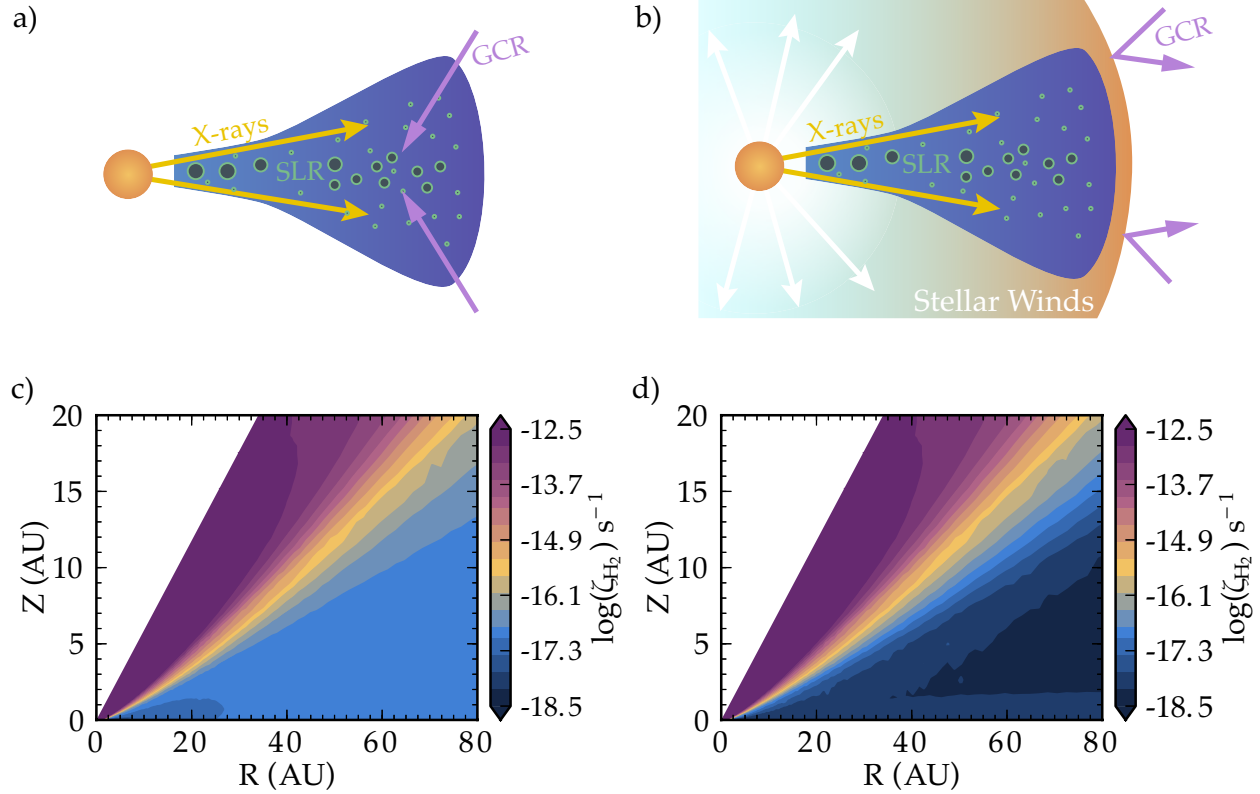 a)
GCR
X-rays
SLR
b)
GCR
X-rays
SLR
Stellar Winds
c)
20
15
10
5
0
Z (AU)
0 20 40 60 80
R (AU)
-12.5
-13.7
-14.9
-16.1
-17.3
-18.5
log(ζ_H₂) s⁻¹
d)
20
15
10
5
0
Z (AU)
0 20 40 60 80
R (AU)
-12.5
-13.7
-14.9
-16.1
-17.3
-18.5
log(ζ_H₂) s⁻¹